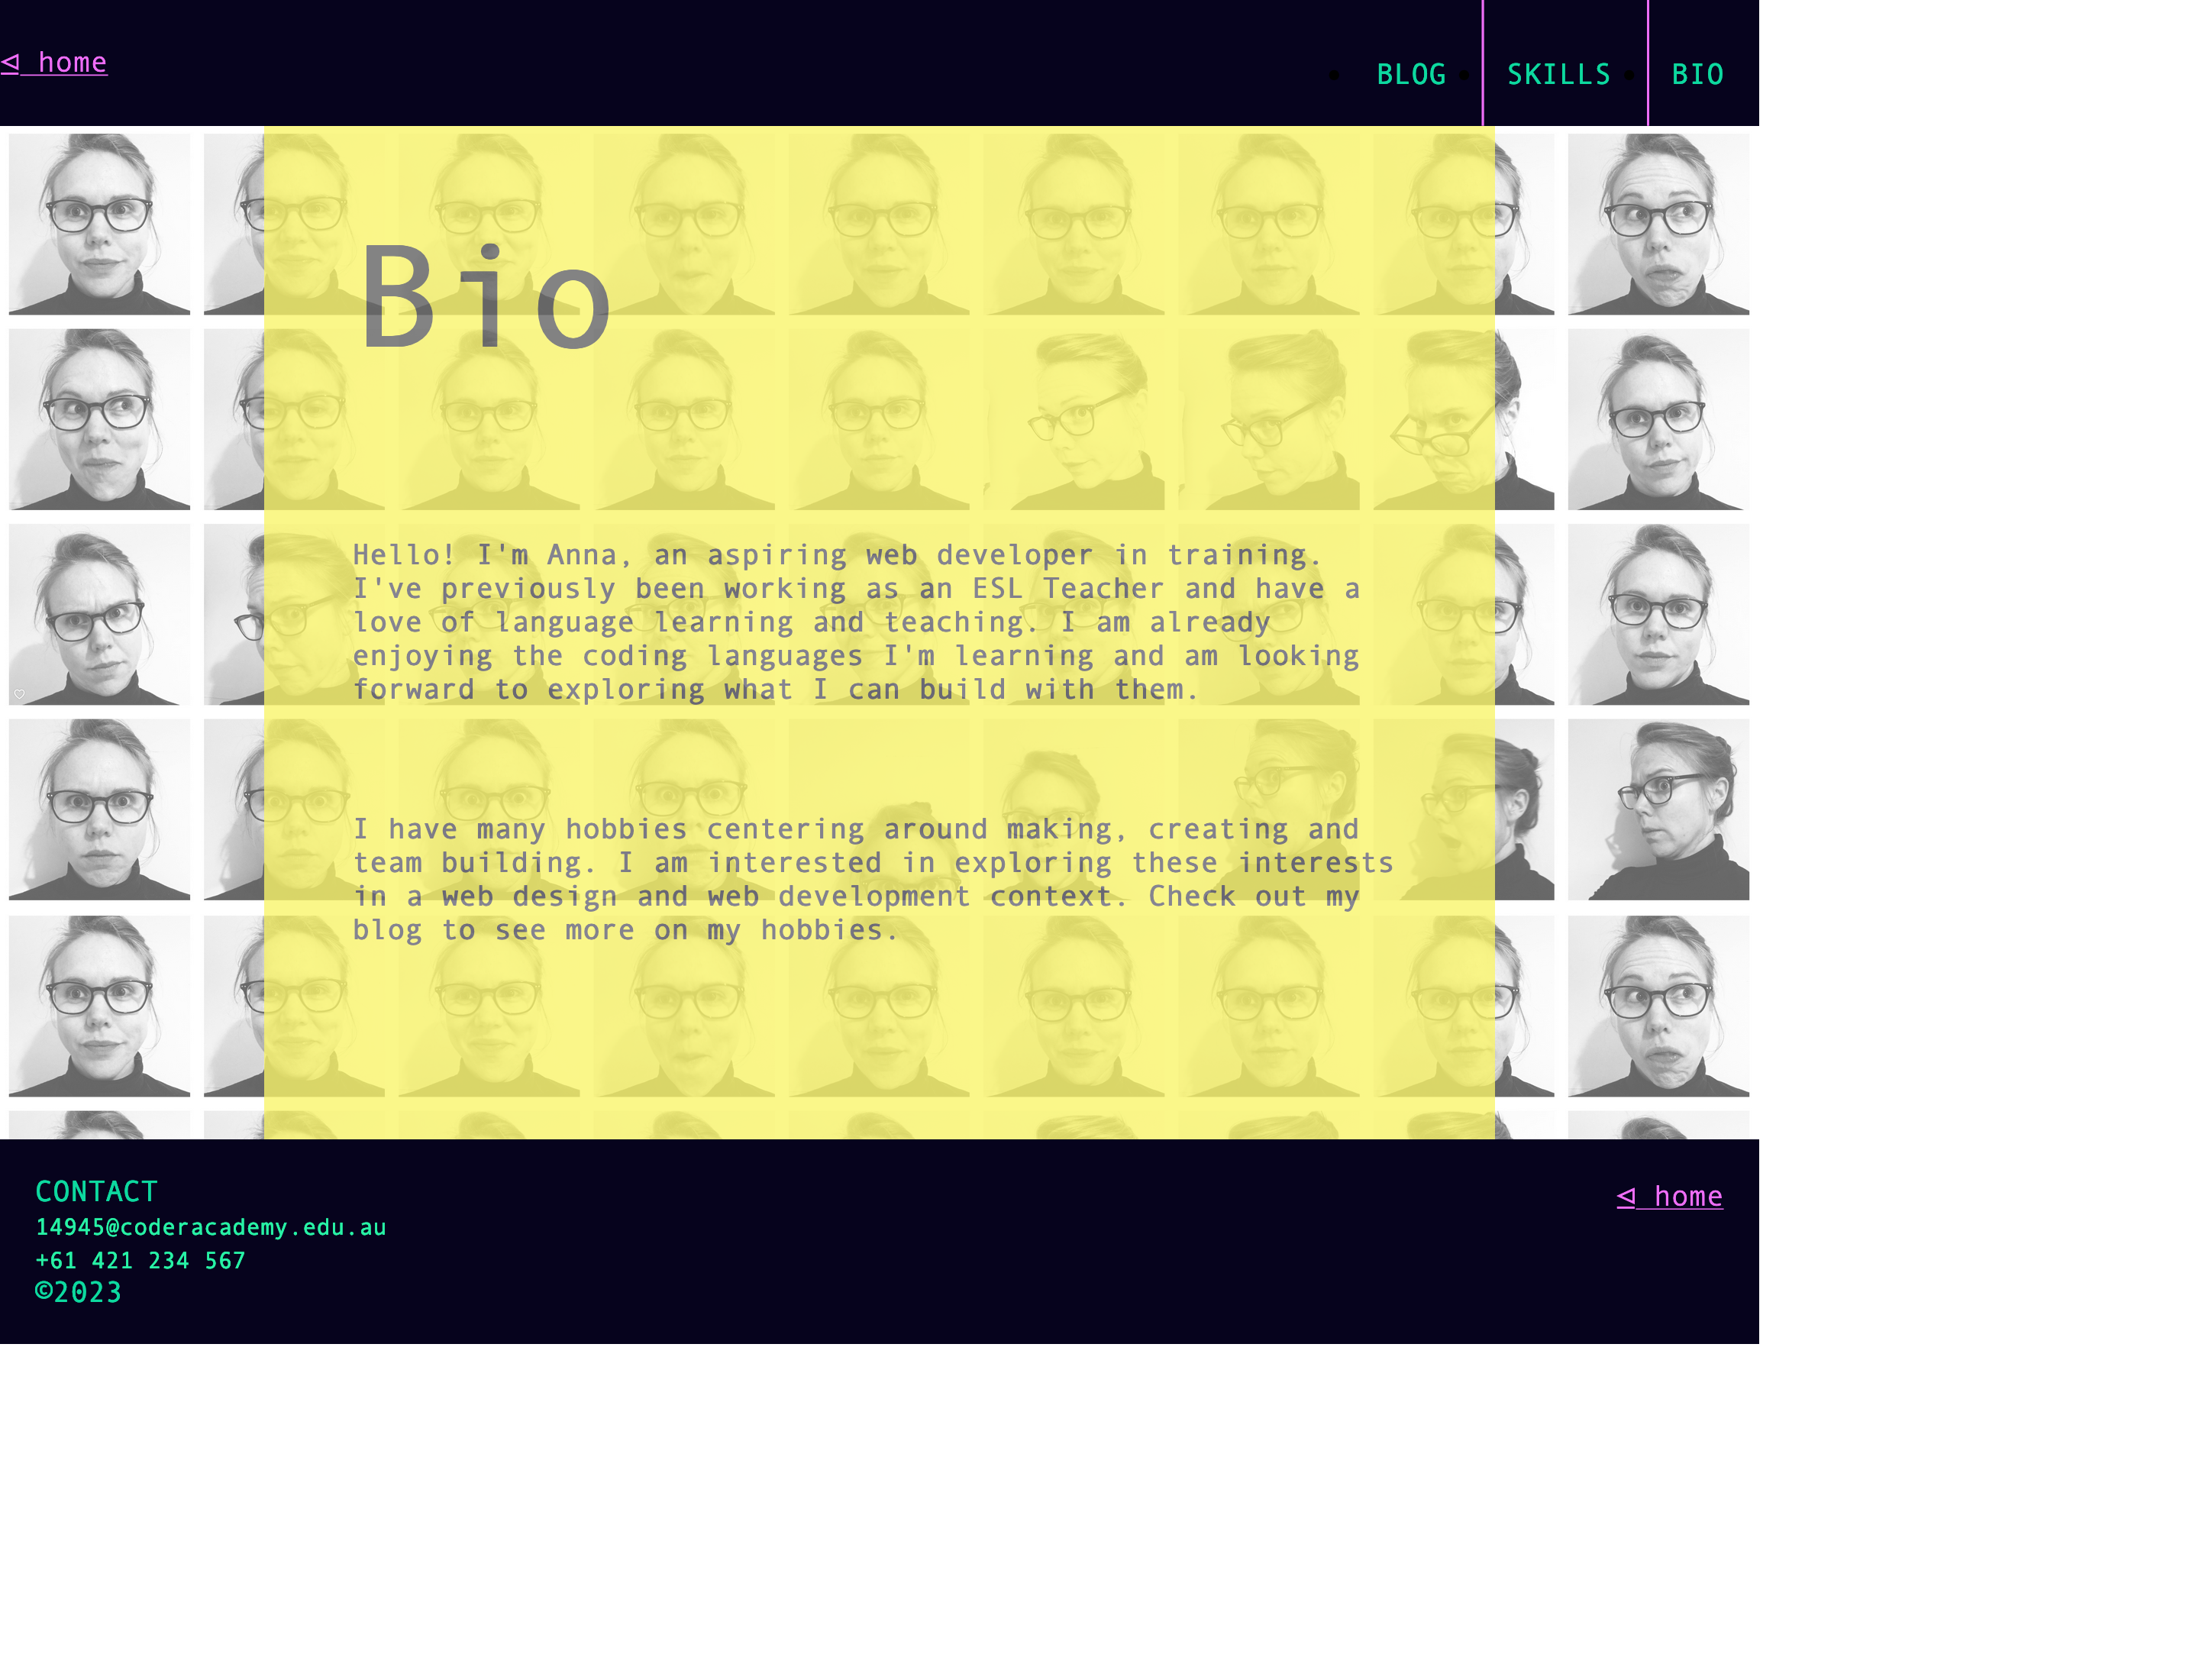 ⊴ home
BLOG
SKILLS
BIO
Bio
Hello! I'm Anna, an aspiring web developer in training.
I've previously been working as an ESL Teacher and have a
love of language learning and teaching. I am already
enjoying the coding languages I'm learning and am looking
forward to exploring what I can build with them.
I have many hobbies centering around making, creating and
team building. I am interested in exploring these interests
in a web design and web development context. Check out my
blog to see more on my hobbies.
CONTACT
14945@coderacademy.edu.au
+61 421 234 567
©2023
⊴ home